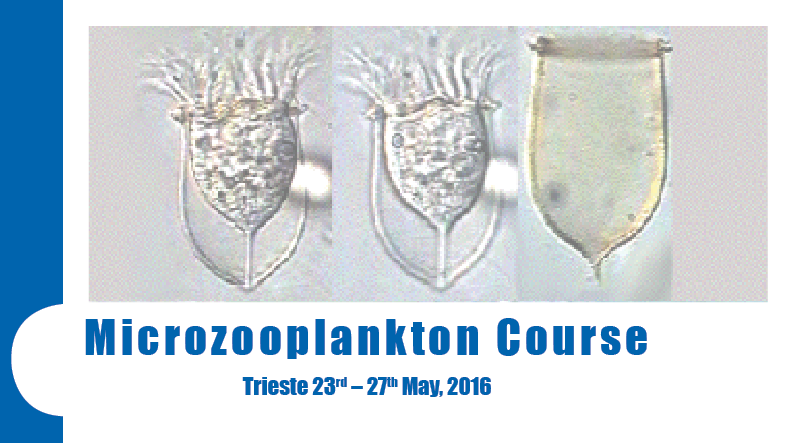 Microzooplankton Course
Trieste 23rd – 27th May, 2016